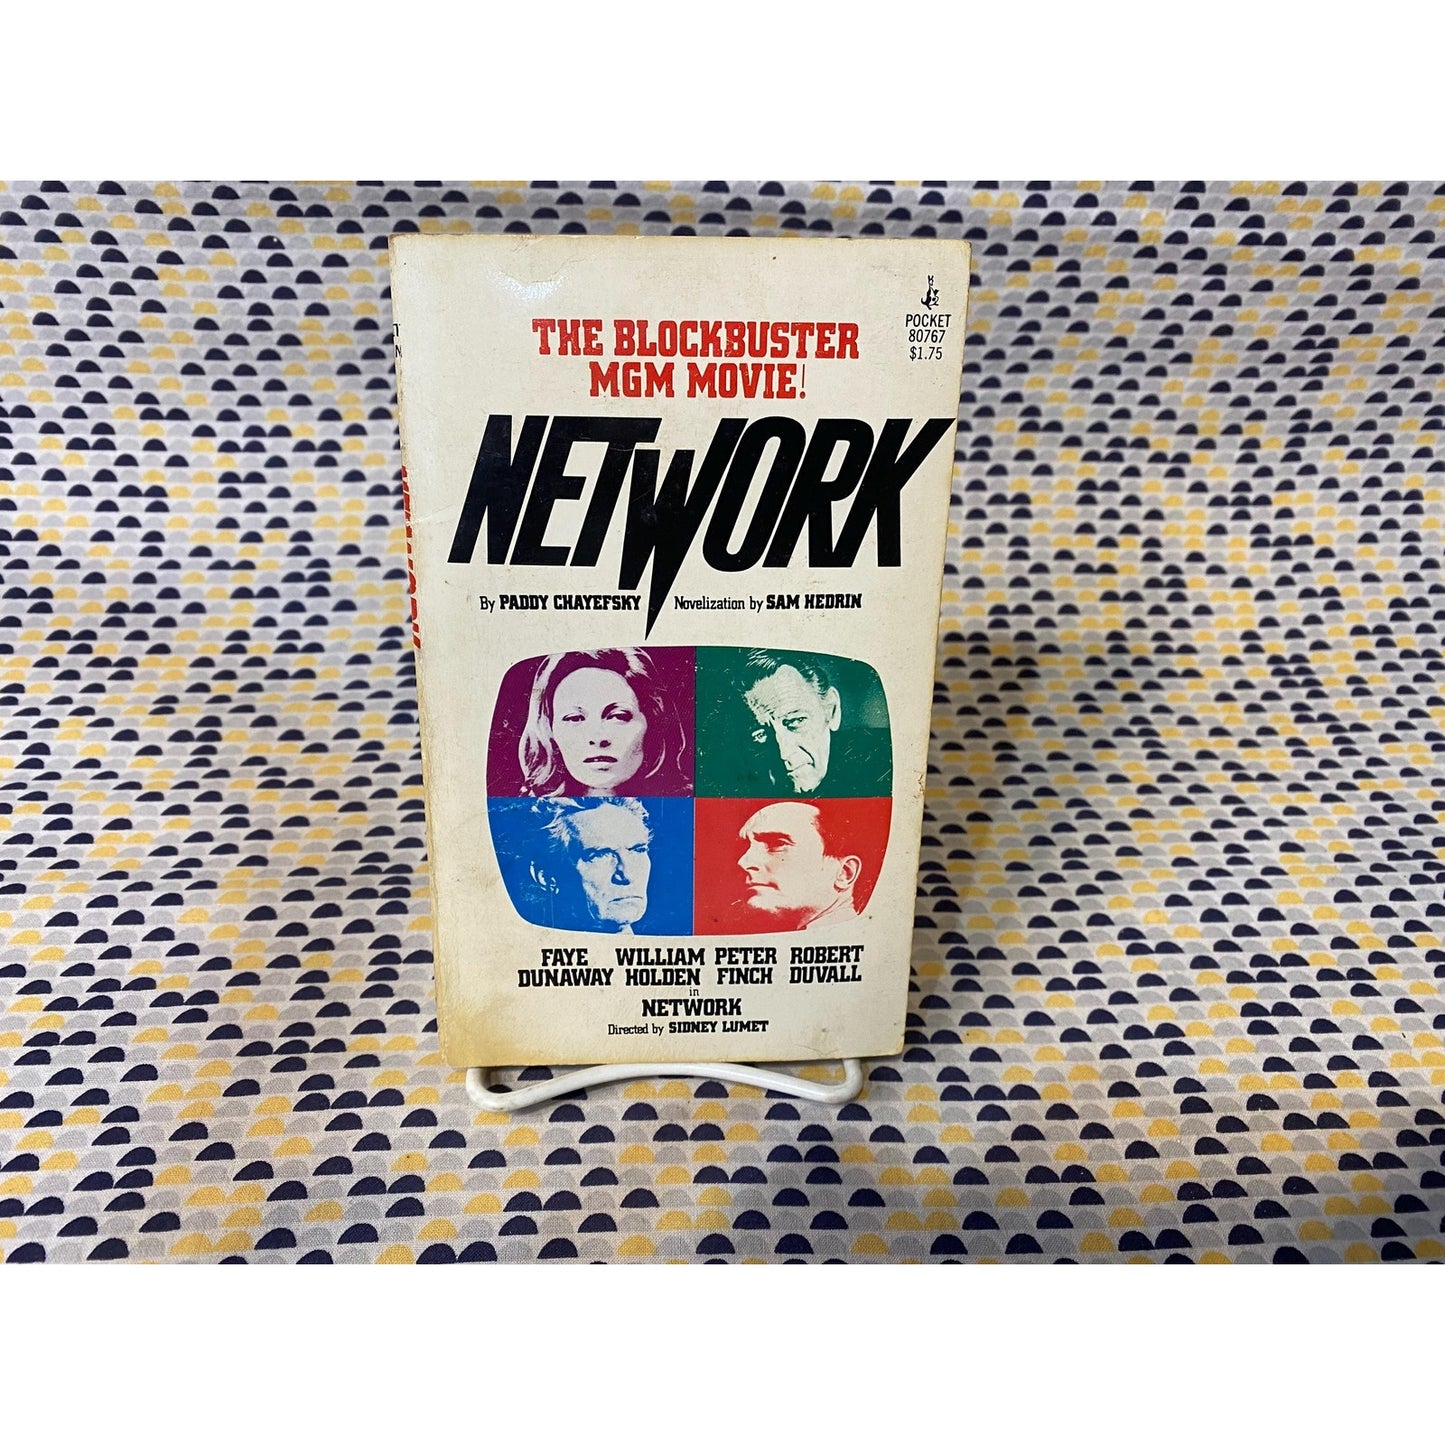 THE BLOCKBUSTER
MGM MOVIE!
POCKET
80767
$1.75
NETWORK
By PADDY CHAYEFSKY
Novelization by SAM HEDRIN
FAYE DUNAWAY
WILLIAM HOLDEN
PETER FINCH
ROBERT DUVALL
in
NETWORK
Directed by SIDNEY LUMET
NETWORK